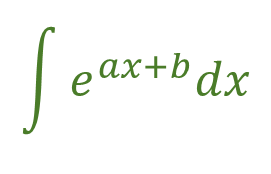 ∫ e^{ax+b} dx